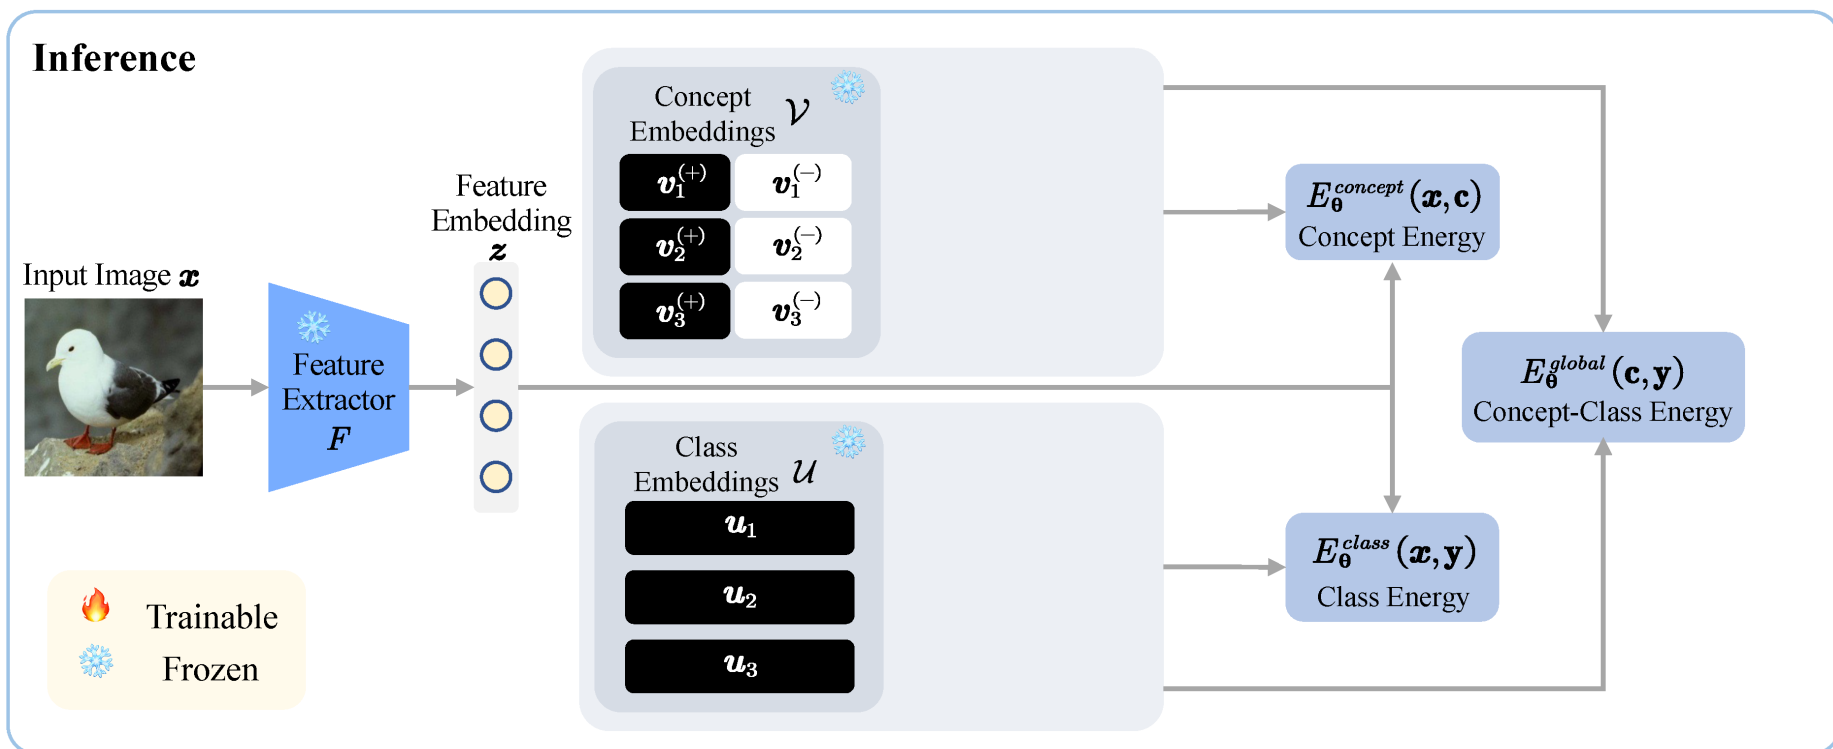 Inference
Input Image 𝒙
Feature
Extractor
F
Feature
Embedding
𝒛
Concept
Embeddings 𝒱
𝒗₁⁽⁺⁾ 𝒗₁⁽⁻⁾
𝒗₂⁽⁺⁾ 𝒗₂⁽⁻⁾
𝒗₃⁽⁺⁾ 𝒗₃⁽⁻⁾
Class
Embeddings 𝒰
𝒖₁
𝒖₂
𝒖₃
E_θ^concept(𝒙, 𝐜)
Concept Energy
E_θ^global(𝐜, 𝐲)
Concept-Class Energy
E_θ^class(𝒙, 𝐲)
Class Energy
Trainable
Frozen